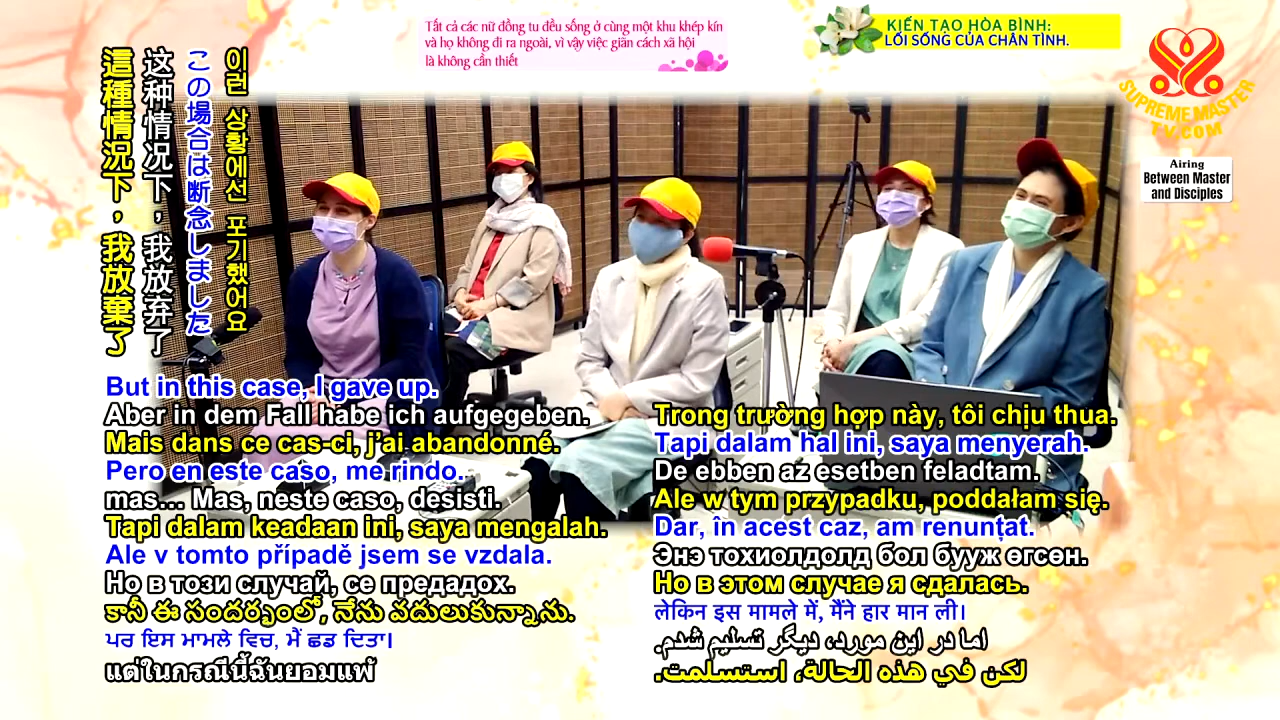 Tất cả các nữ đồng tu đều sống ở cùng một khu khép kín
và họ không đi ra ngoài, vì vậy việc giãn cách xã hội
là không cần thiết
KIẾN TẠO HÒA BÌNH:
LỐI SỐNG CỦA CHÂN TÌNH.
SUPREME MASTER
TV.COM
Airing
Between Master
and Disciples
這種情況下，我放棄了
这种情况下，我放弃了
この場合は断念しました
이런 상황에선 포기했어요
But in this case, I gave up.
Aber in dem Fall habe ich aufgegeben.
Mais dans ce cas-ci, j'ai abandonné.
Pero en este caso, me rindo.
mas... Mas, neste caso, desisti.
Tapi dalam keadaan ini, saya mengalah.
Ale v tomto případě jsem se vzdala.
Но в този случай, се предадох.
కానీ ఈ సందర్భంలో, నేను వదులుకున్నాను.
ਪਰ ਇਸ ਮਾਮਲੇ ਵਿਚ, ਮੈਂ ਛਡ ਦਿਤਾ।
แต่ในกรณีนี้ฉันยอมแพ้
Trong trường hợp này, tôi chịu thua.
Tapi dalam hal ini, saya menyerah.
De ebben az esetben feladtam.
Ale w tym przypadku, poddałam się.
Dar, în acest caz, am renunțat.
Энэ тохиолдолд бол бууж өгсөн.
Но в этом случае я сдалась.
लेकिन इस मामले में, मैंने हार मान ली।
اما در این مورد، دیگر تسلیم شدم.
لكن في هذه الحالة، استسلمت.